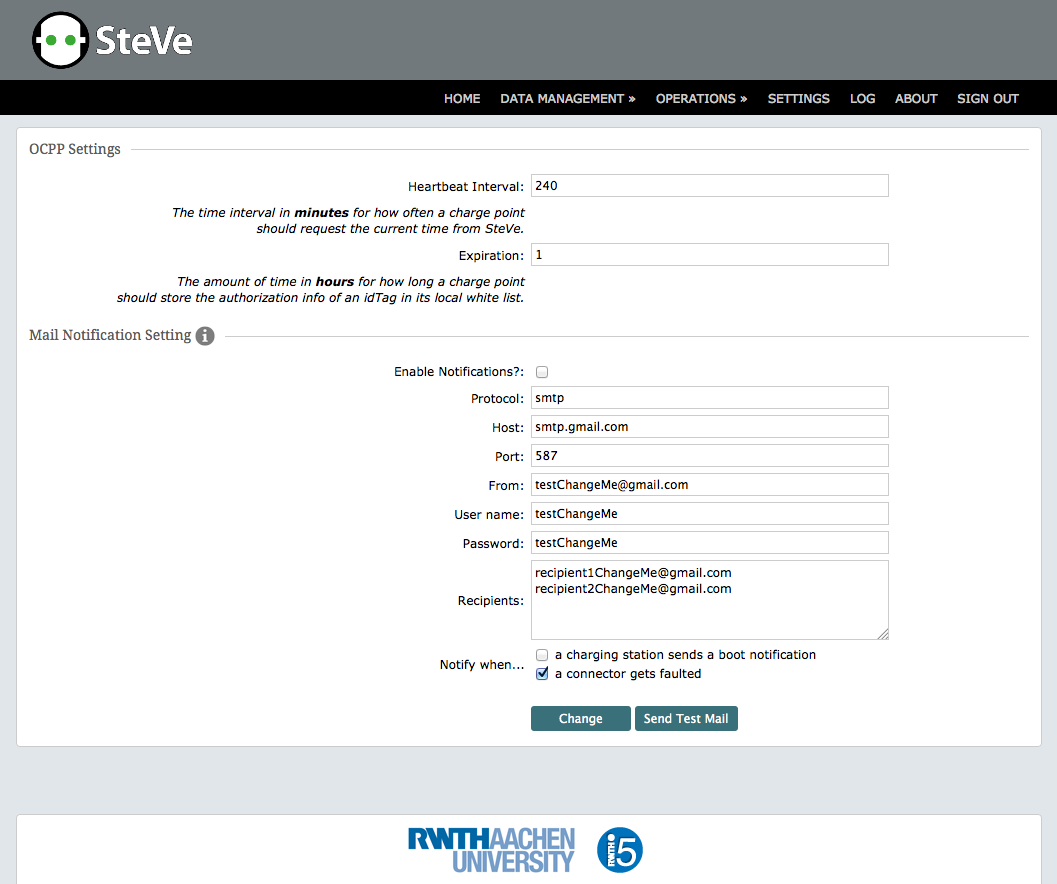 SteVe
HOME DATA MANAGEMENT » OPERATIONS » SETTINGS LOG ABOUT SIGN OUT
OCPP Settings
Heartbeat Interval: 240
The time interval in minutes for how often a charge point
should request the current time from SteVe.
Expiration: 1
The amount of time in hours for how long a charge point
should store the authorization info of an idTag in its local white list.
Mail Notification Setting i
Enable Notifications?:
Protocol: smtp
Host: smtp.gmail.com
Port: 587
From: testChangeMe@gmail.com
User name: testChangeMe
Password: testChangeMe
Recipients: recipient1ChangeMe@gmail.com
recipient2ChangeMe@gmail.com
Notify when... a charging station sends a boot notification
a connector gets faulted
Change Send Test Mail
RWTHAACHEN
UNIVERSITY
RWTH i5